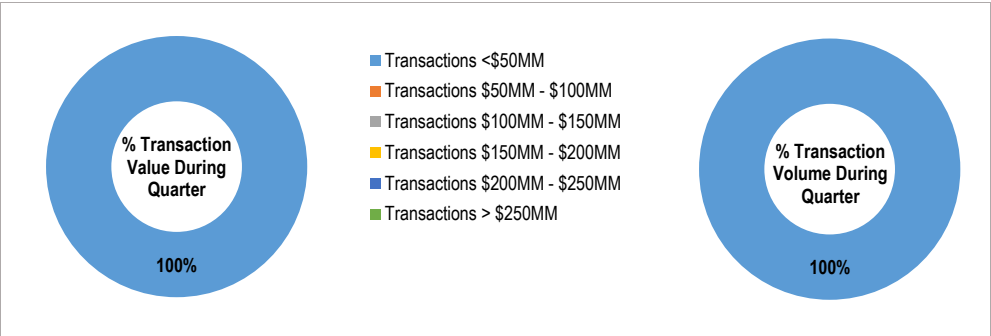 % Transaction
Value During
Quarter
100%
Transactions <$50MM
Transactions $50MM - $100MM
Transactions $100MM - $150MM
Transactions $150MM - $200MM
Transactions $200MM - $250MM
Transactions > $250MM
% Transaction
Volume During
Quarter
100%